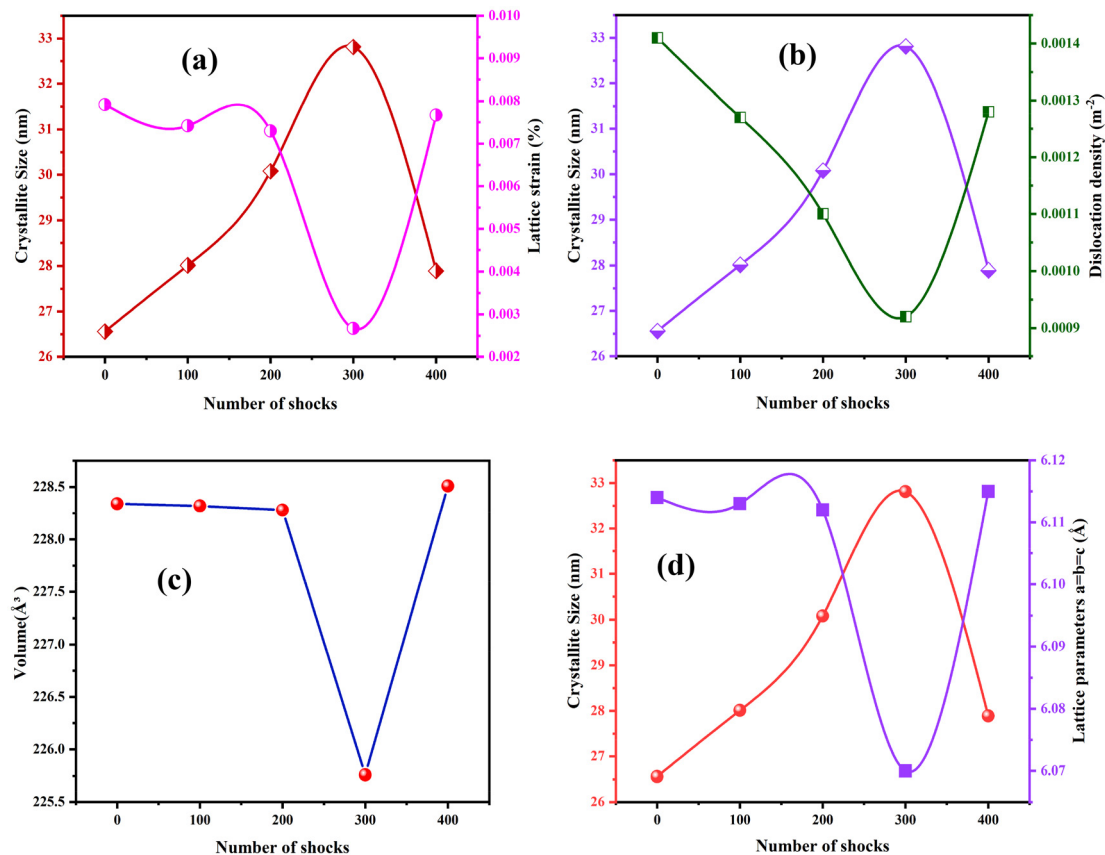 (a)
Crystallite Size (nm)
33
32
31
30
29
28
27
26
0.010
0.009
0.008
0.007
0.006
0.005
0.004
0.003
0.002
Lattice strain (%)
0 100 200 300 400
Number of shocks
(b)
Crystallite Size (nm)
33
32
31
30
29
28
27
26
0.0014
0.0013
0.0012
0.0011
0.0010
0.0009
Dislocation density (m⁻²)
0 100 200 300 400
Number of shocks
(c)
Volume(Å³ )
228.5
228.0
227.5
227.0
226.5
226.0
225.5
0 100 200 300 400
Number of shocks
(d)
Crystallite Size (nm)
33
32
31
30
29
28
27
26
6.12
6.11
6.10
6.09
6.08
6.07
Lattice parameters a=b=c (Å)
0 100 200 300 400
Number of shocks